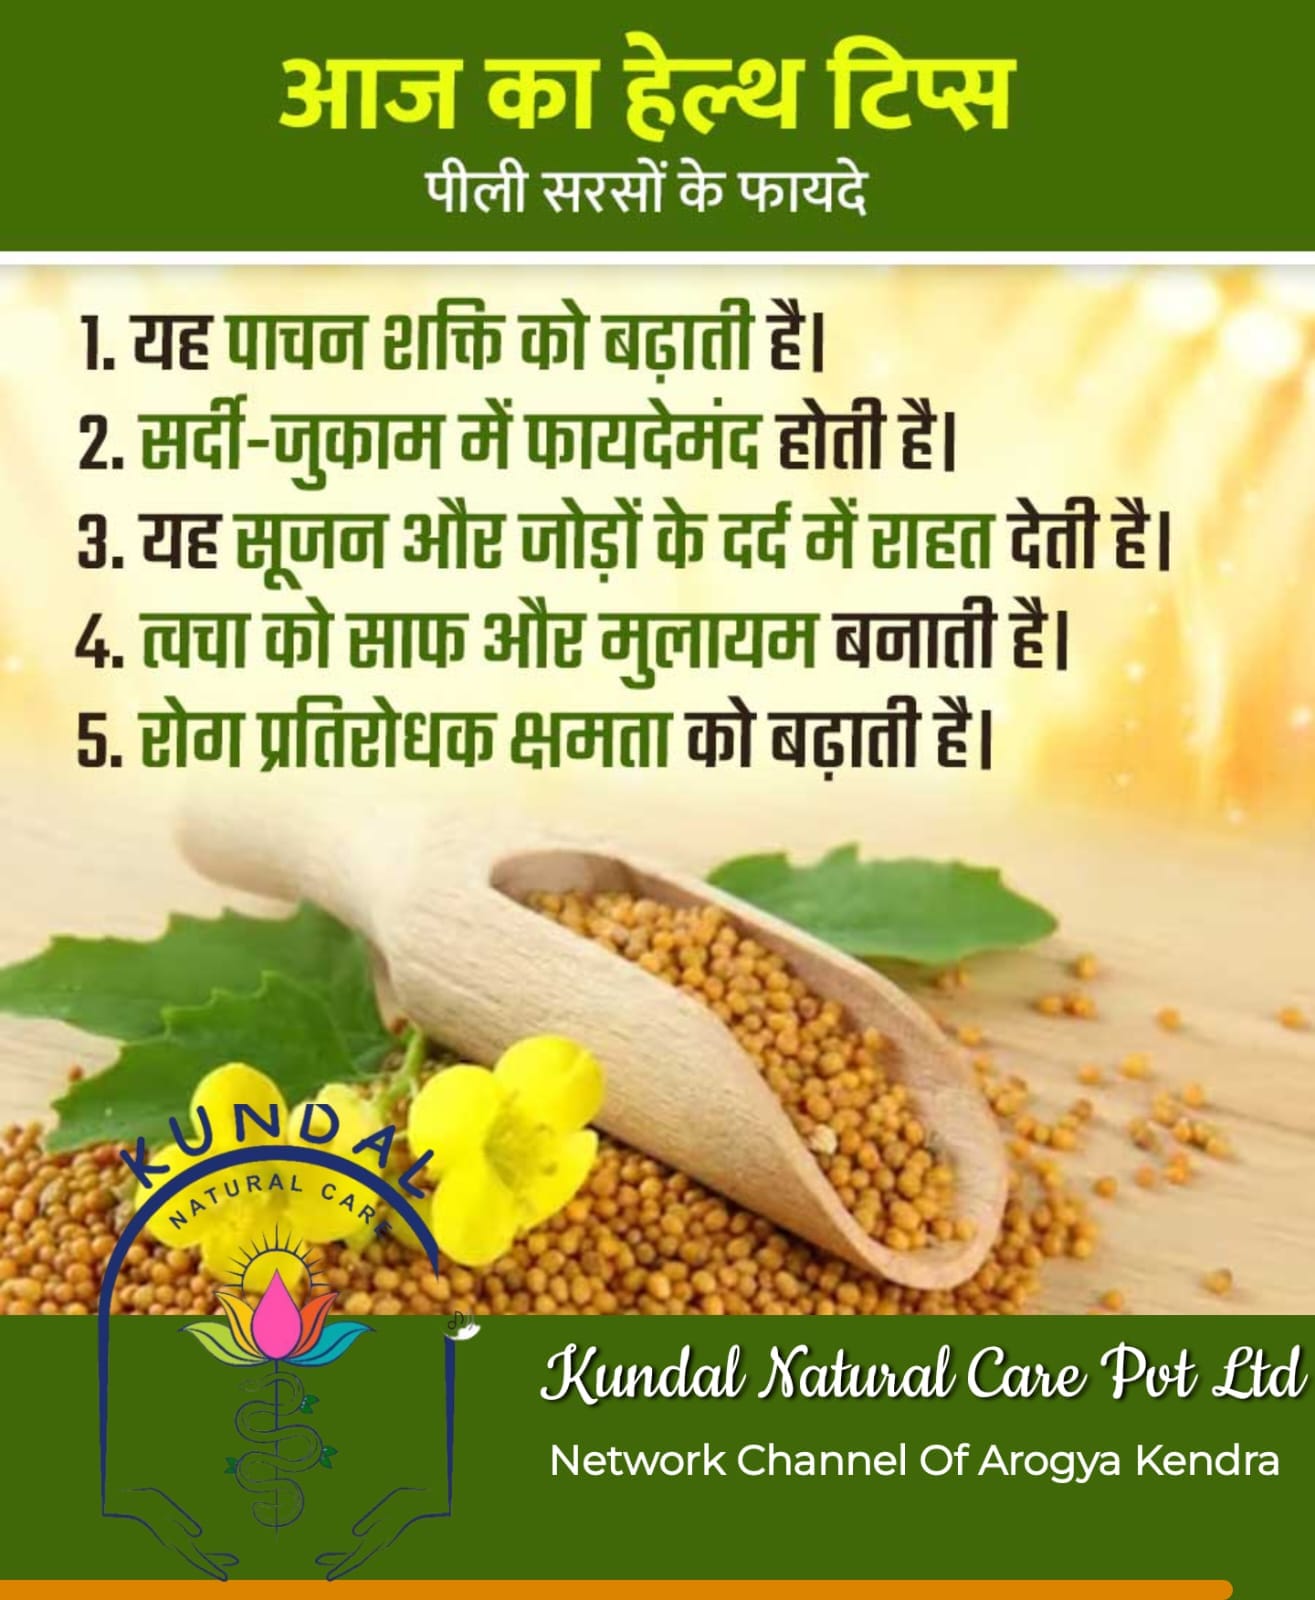 आज का हेल्थ टिप्स
पीली सरसों के फायदे
1. यह पाचन शक्ति को बढ़ाती है।
2. सर्दी-जुकाम में फायदेमंद होती है।
3. यह सूजन और जोड़ों के दर्द में राहत देती है।
4. त्वचा को साफ और मुलायम बनाती है।
5. रोग प्रतिरोधक क्षमता को बढ़ाती है।
KUNDAL
NATURAL CARE
Kundal Natural Care Pvt Ltd
Network Channel Of Arogya Kendra